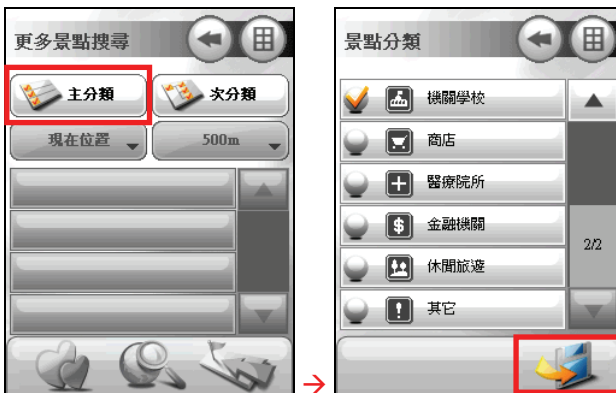 更多景點搜尋
主分類
次分類
現在位置
500m
→
景點分類
機關學校
商店
醫療院所
金融機關
休閒旅遊
其它
2/2